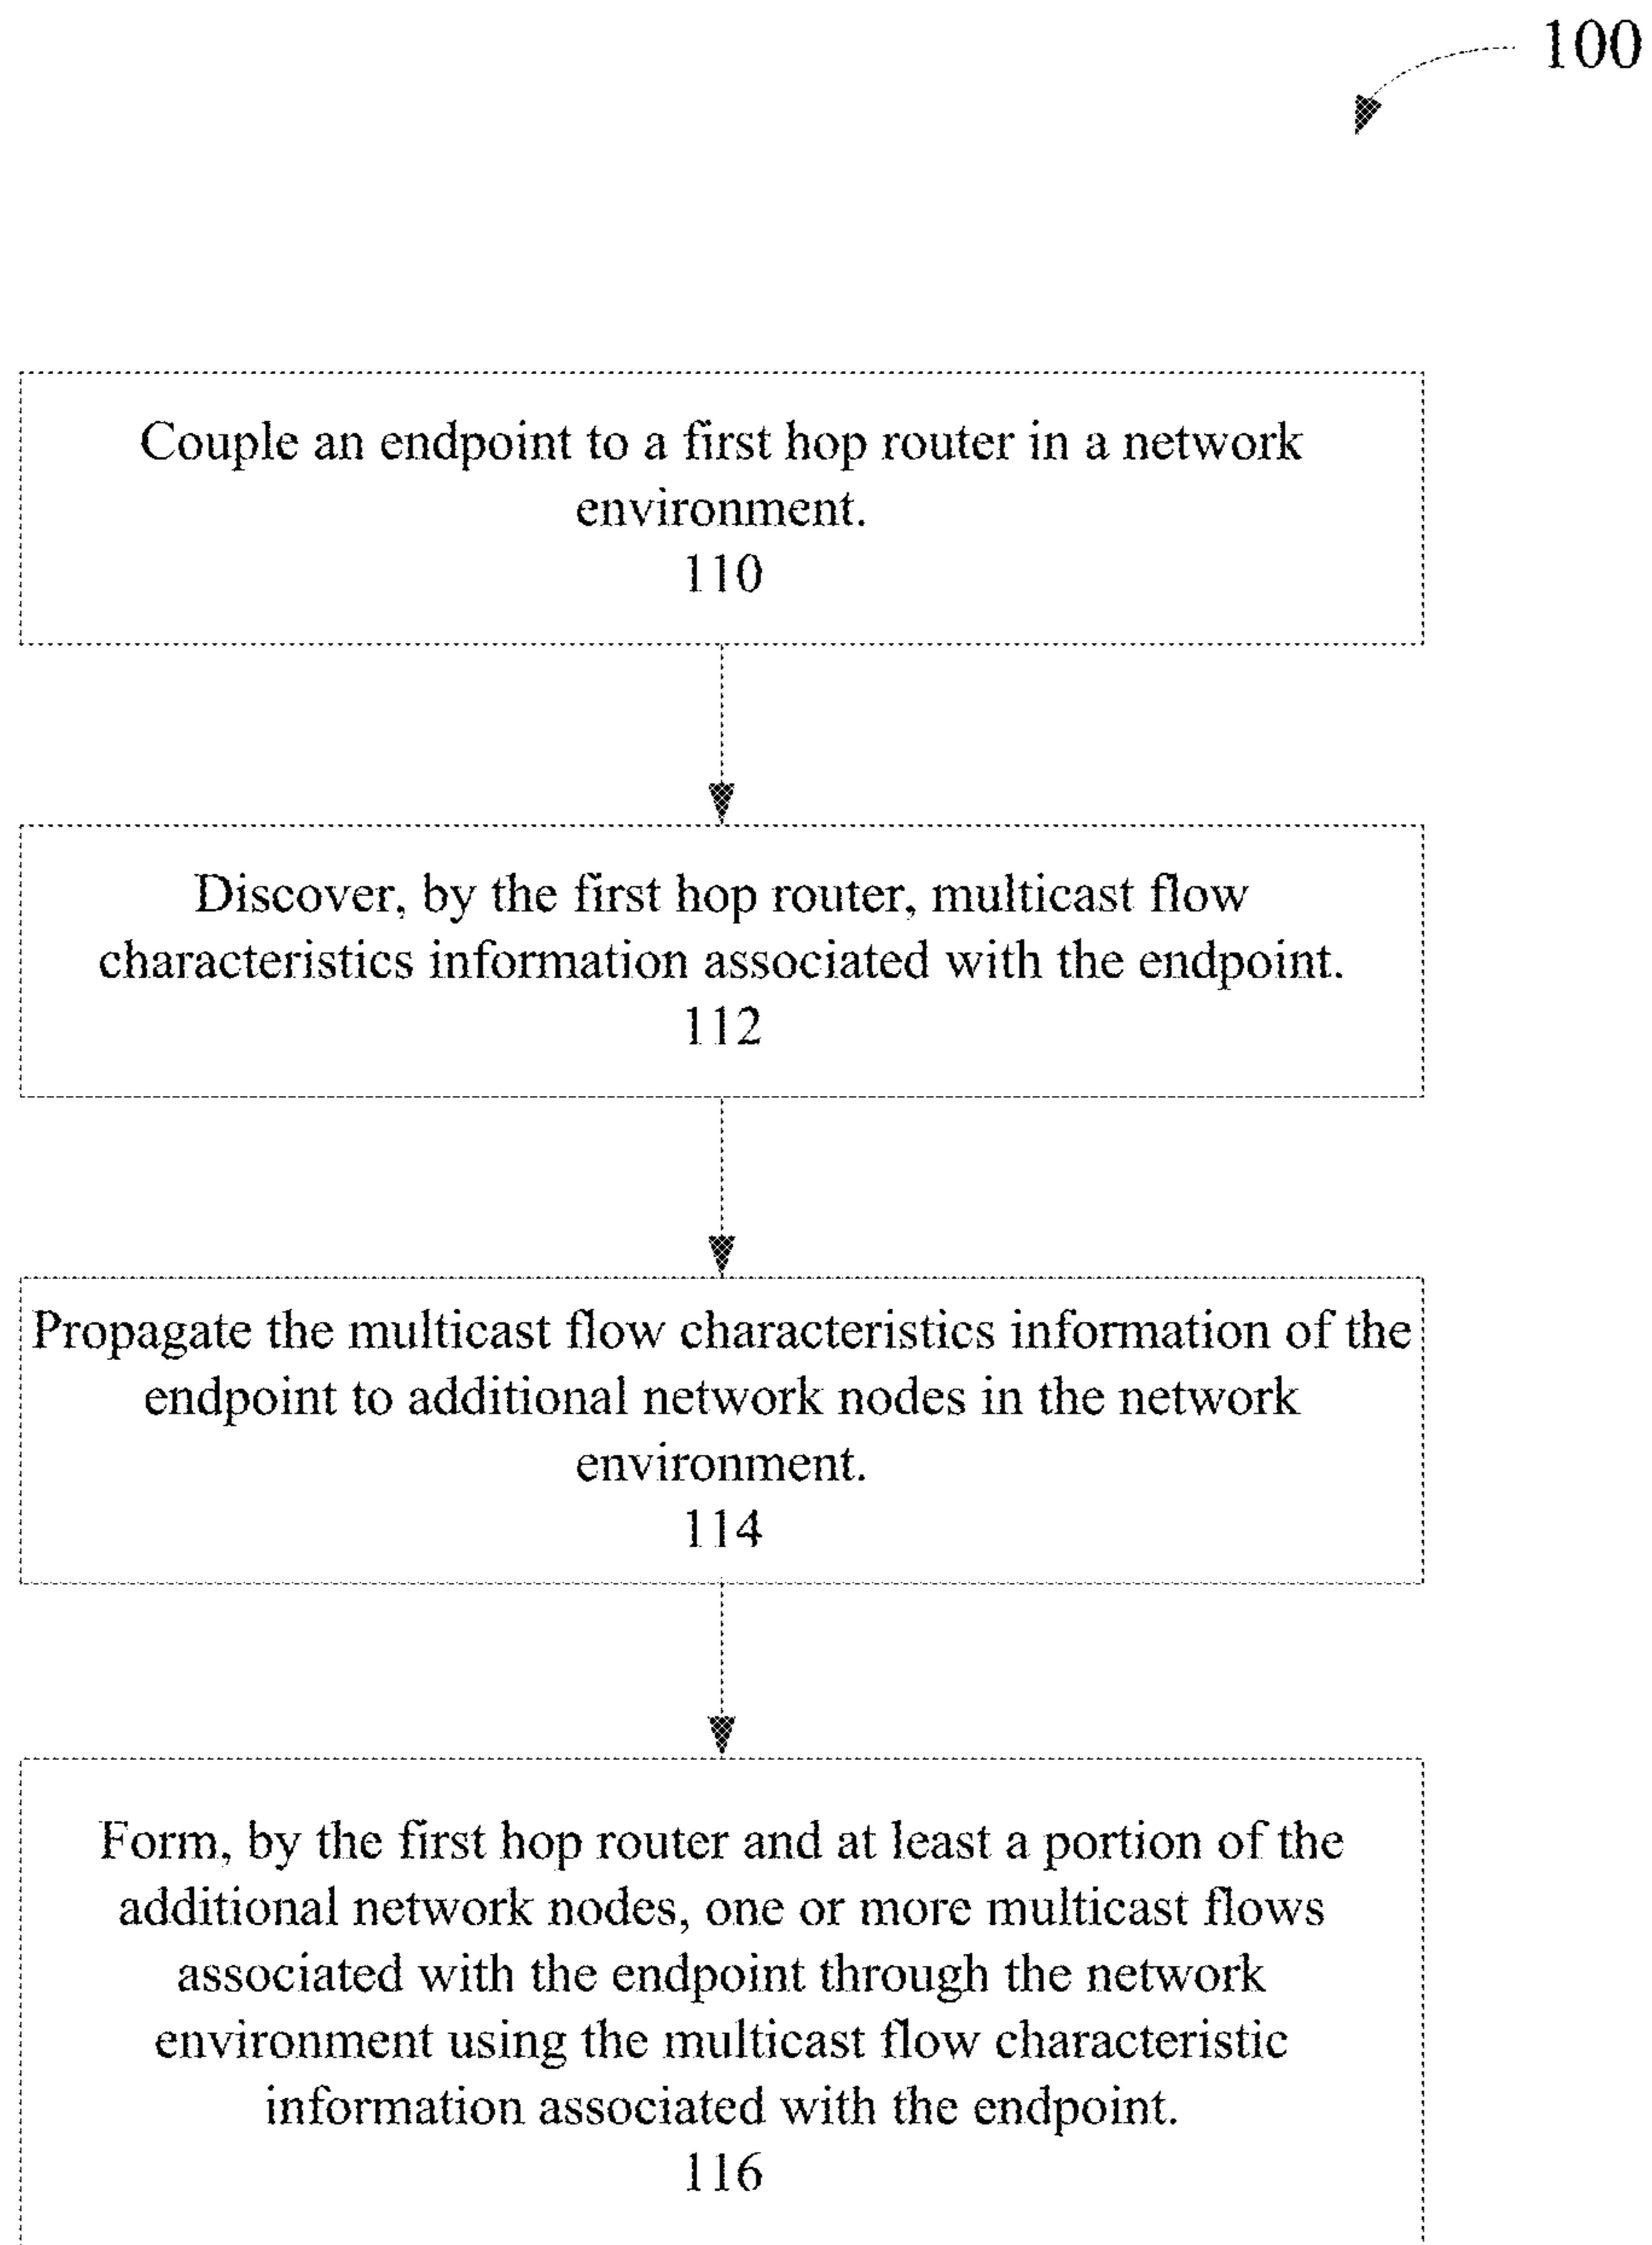 100
Couple an endpoint to a first hop router in a network
environment.
110
Discover, by the first hop router, multicast flow
characteristics information associated with the endpoint.
112
Propagate the multicast flow characteristics information of the
endpoint to additional network nodes in the network
environment.
114
Form, by the first hop router and at least a portion of the
additional network nodes, one or more multicast flows
associated with the endpoint through the network
environment using the multicast flow characteristic
information associated with the endpoint.
116